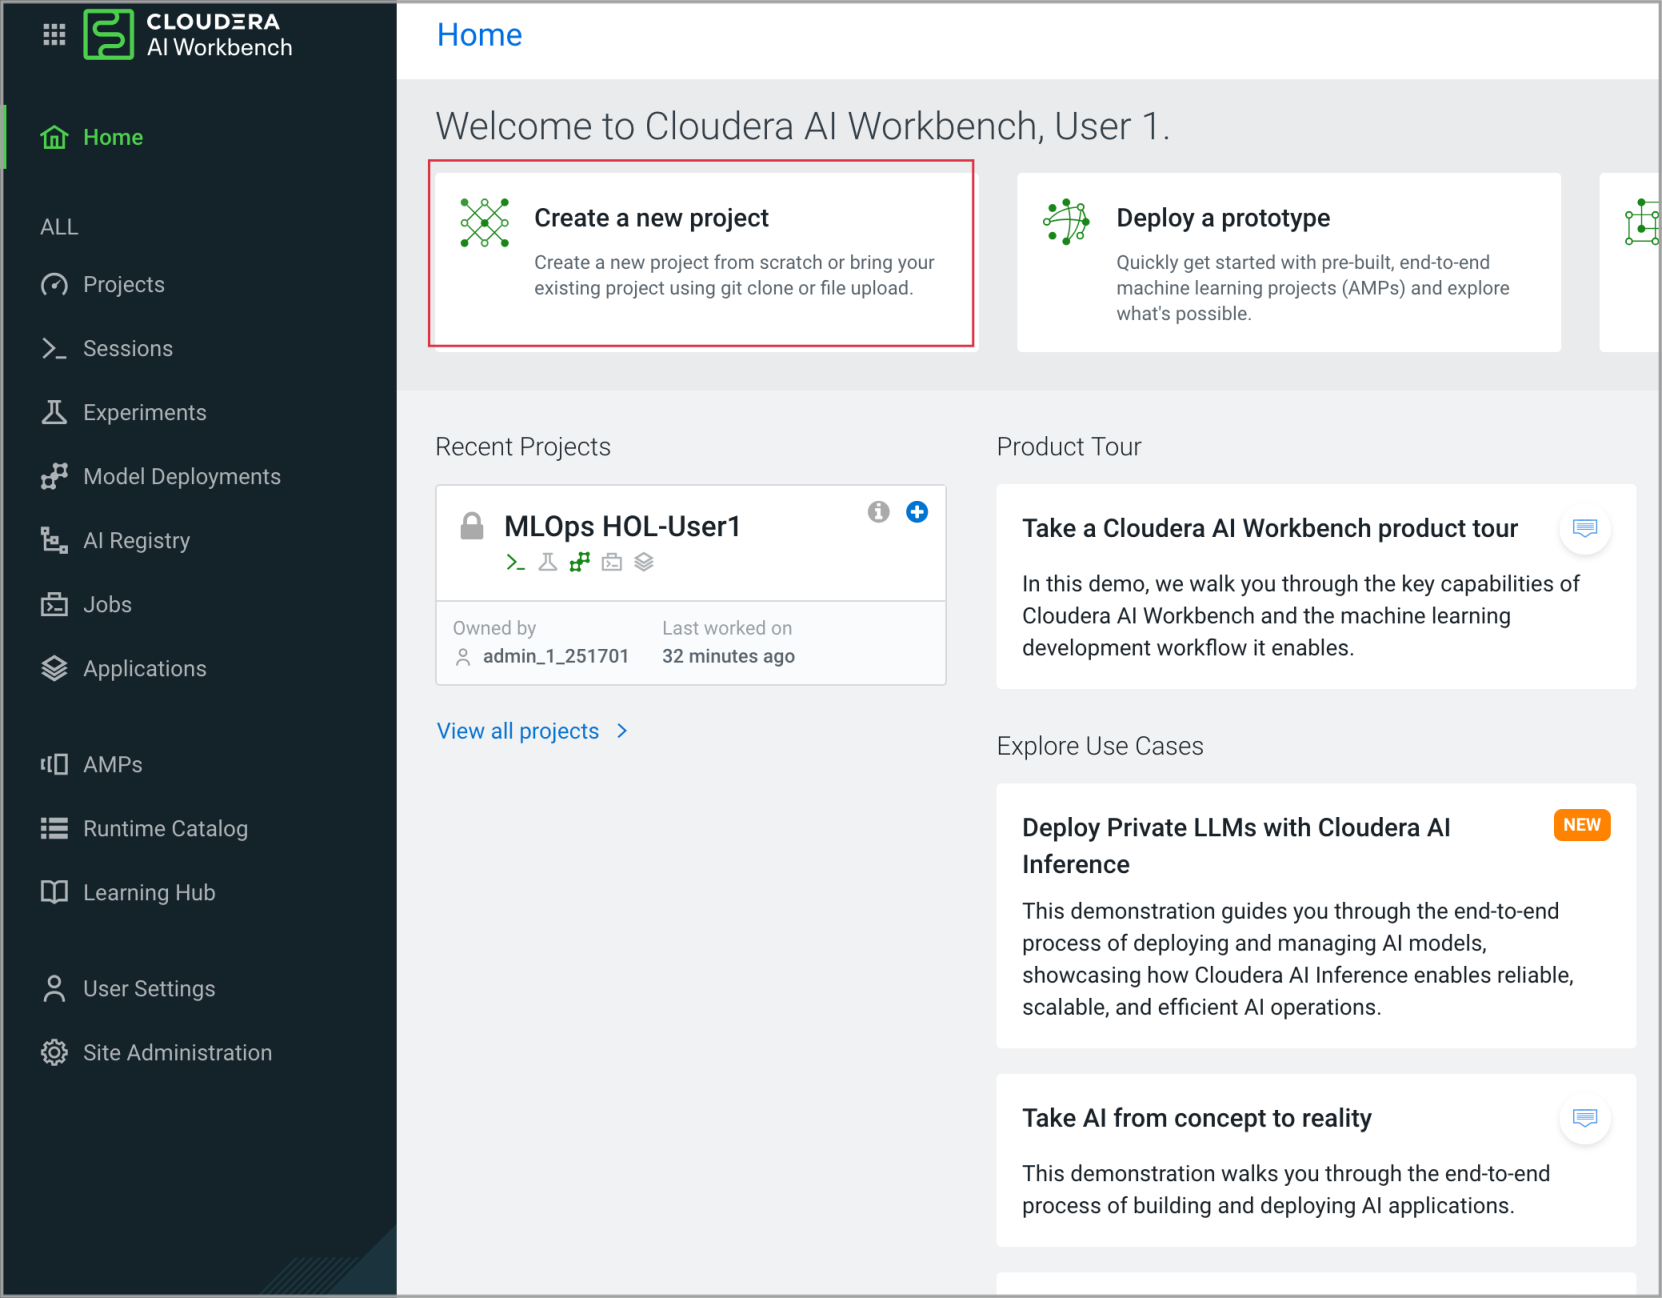 CLOUDERA
AI Workbench
Home
ALL
Projects
Sessions
Experiments
Model Deployments
AI Registry
Jobs
Applications
AMPs
Runtime Catalog
Learning Hub
User Settings
Site Administration
Home
Welcome to Cloudera AI Workbench, User 1.
Create a new project
Create a new project from scratch or bring your
existing project using git clone or file upload.
Deploy a prototype
Quickly get started with pre-built, end-to-end
machine learning projects (AMPs) and explore
what's possible.
Recent Projects
MLOps HOL-User1
Owned by
admin_1_251701
Last worked on
32 minutes ago
View all projects
Product Tour
Take a Cloudera AI Workbench product tour
In this demo, we walk you through the key capabilities of
Cloudera AI Workbench and the machine learning
development workflow it enables.
Explore Use Cases
Deploy Private LLMs with Cloudera AI
Inference
NEW
This demonstration guides you through the end-to-end
process of deploying and managing AI models,
showcasing how Cloudera AI Inference enables reliable,
scalable, and efficient AI operations.
Take AI from concept to reality
This demonstration walks you through the end-to-end
process of building and deploying AI applications.